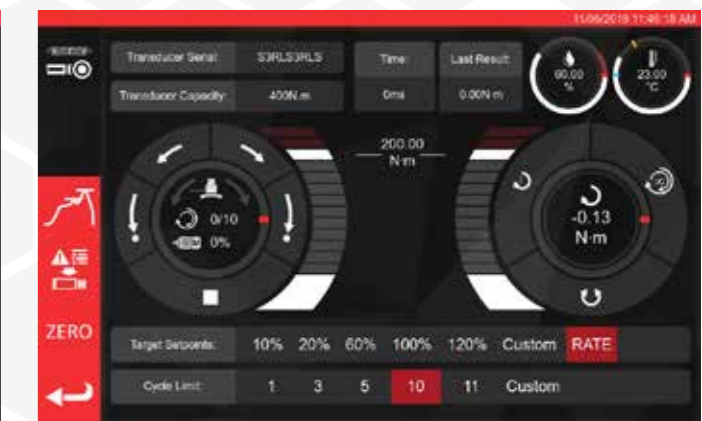 11/06/2018 11:46:18 AM
Transducer Serial: S3RLS3RLS
Time: Last Result:
Transducer Capacity: 400N.m
0ms 0.00N·m
60.00
%
23.00
°C
200.00
N·m
0/10
0%
-0.13
N·m
ZERO
Target Setpoints: 10% 20% 60% 100% 120% Custom RATE
Cycle Limit: 1 3 5 10 11 Custom